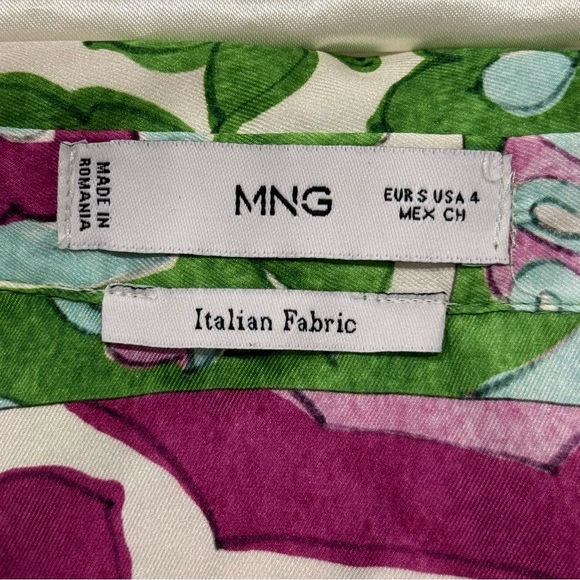 MADE IN
ROMANIA
MNG
EUR S USA 4
MEX CH
Italian Fabric